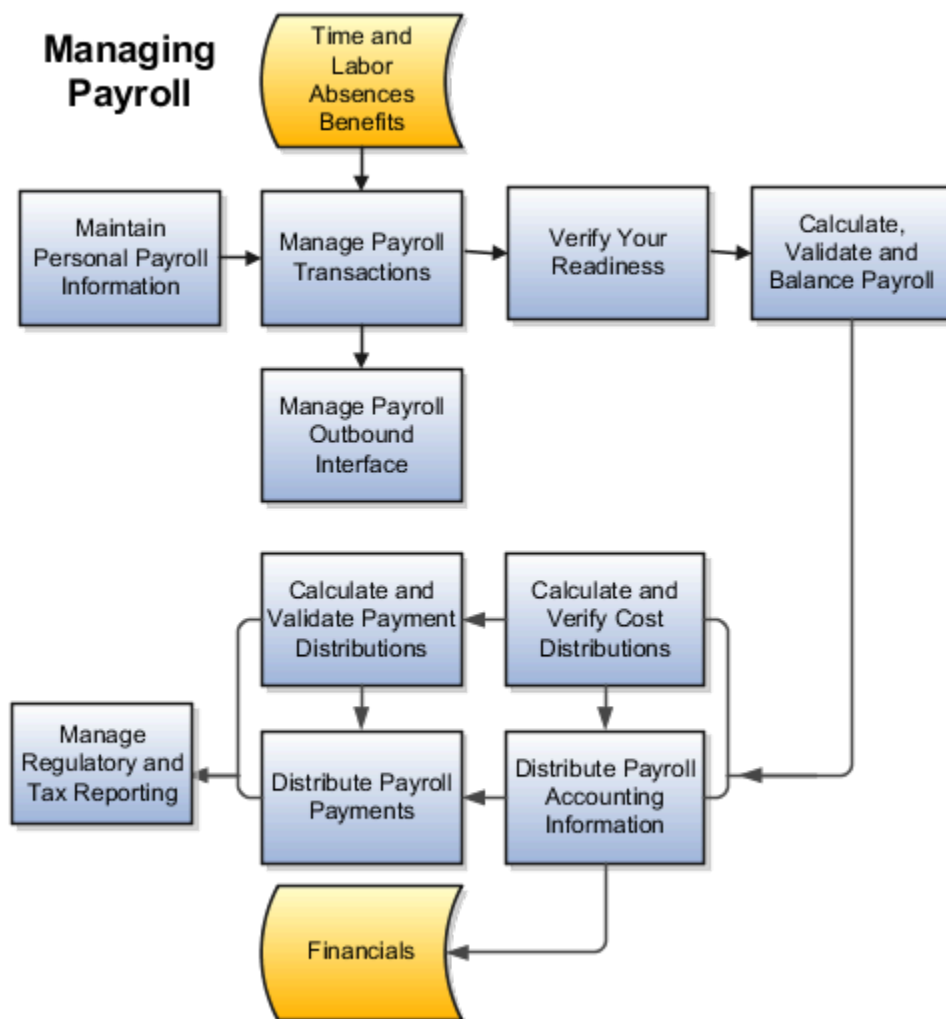 Managing
Payroll
Time and
Labor
Absences
Benefits
Maintain
Personal Payroll
Information
Manage Payroll
Transactions
Verify Your
Readiness
Calculate,
Validate and
Balance Payroll
Manage Payroll
Outbound
Interface
Calculate and
Validate Payment
Distributions
Calculate and
Verify Cost
Distributions
Manage
Regulatory and
Tax Reporting
Distribute Payroll
Payments
Distribute Payroll
Accounting
Information
Financials